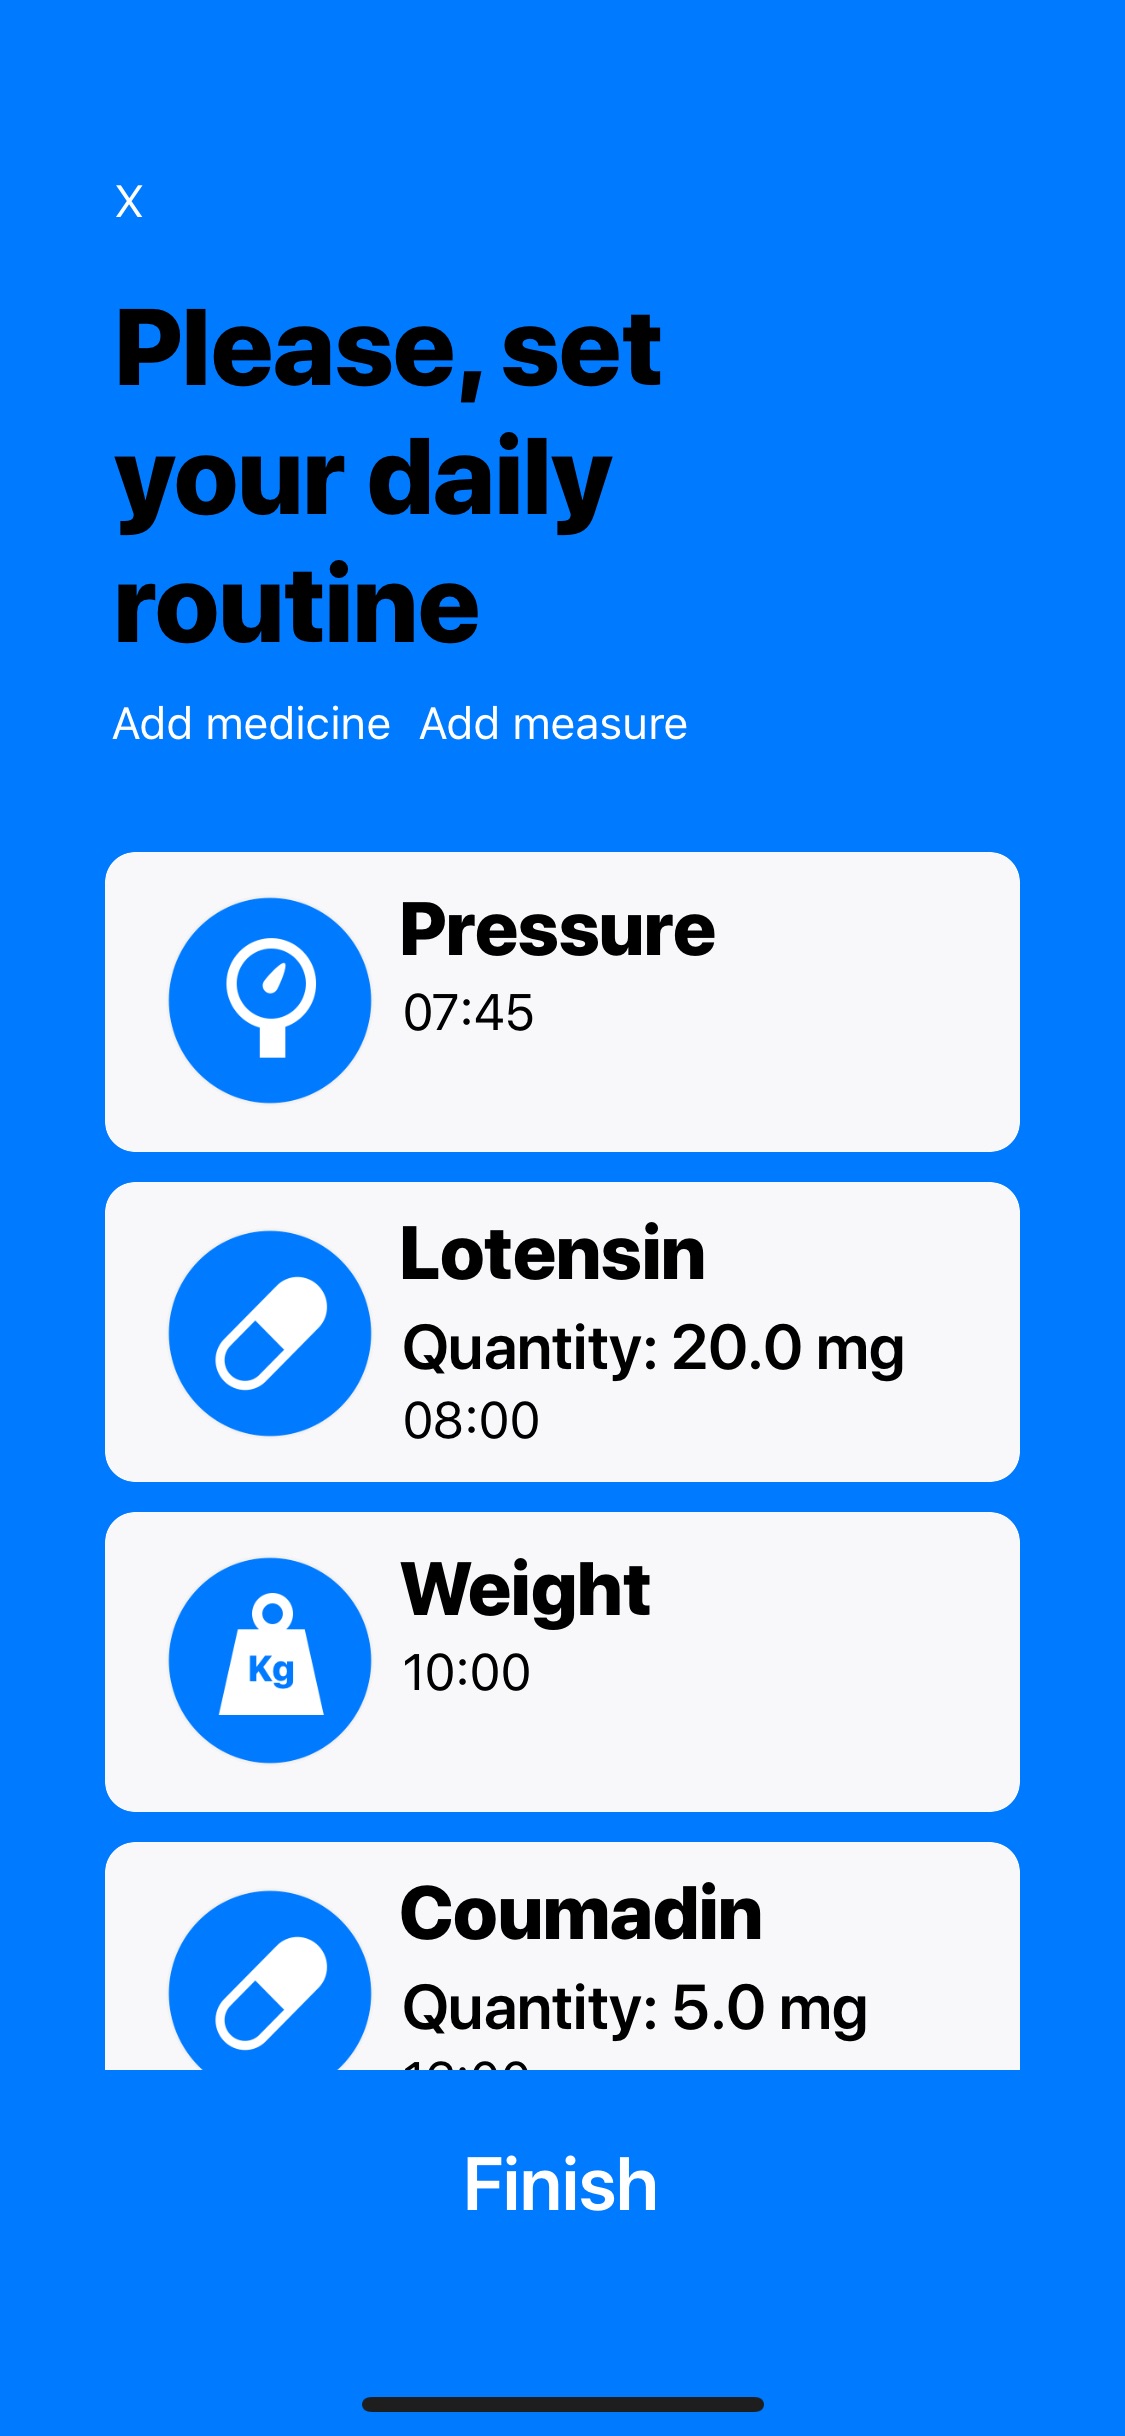 X
Please, set
your daily
routine
Add medicine Add measure
Pressure
07:45
Lotensin
Quantity: 20.0 mg
08:00
Kg
Weight
10:00
Coumadin
Quantity: 5.0 mg
Finish